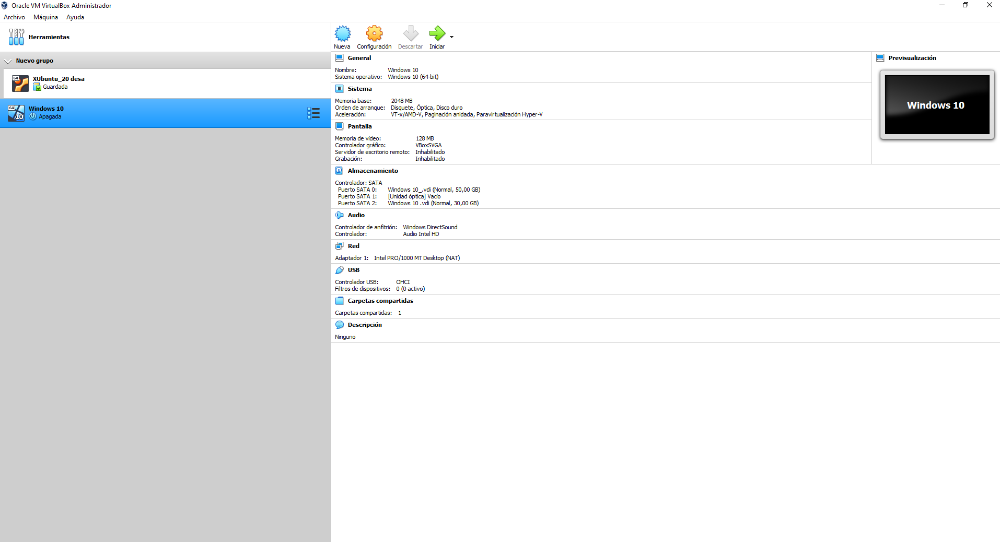 Oracle VM VirtualBox Administrador
Archivo Máquina Ayuda
Herramientas
Nueva Configuración Descartar Iniciar
Nuevo grupo
64
XUbuntu_20 desa
Guardada
64
10
Windows 10
Apagada
General
Nombre: Windows 10
Sistema operativo: Windows 10 (64-bit)
Sistema
Memoria base: 2048 MB
Orden de arranque: Disquete, Óptica, Disco duro
Aceleración: VT-x/AMD-V, Paginación anidada, Paravirtualización Hyper-V
Pantalla
Memoria de vídeo: 128 MB
Controlador gráfico: VBoxSVGA
Servidor de escritorio remoto: Inhabilitado
Grabación: Inhabilitado
Previsualización
Windows 10
Almacenamiento
Controlador: SATA
Puerto SATA 0: Windows 10_.vdi (Normal, 50,00 GB)
Puerto SATA 1: [Unidad óptica] Vacío
Puerto SATA 2: Windows 10 .vdi (Normal, 30,00 GB)
Audio
Controlador de anfitrión: Windows DirectSound
Controlador: Audio Intel HD
Red
Adaptador 1: Intel PRO/1000 MT Desktop (NAT)
USB
Controlador USB: OHCI
Filtros de dispositivos: 0 (0 activo)
Carpetas compartidas
Carpetas compartidas: 1
Descripción
Ninguno